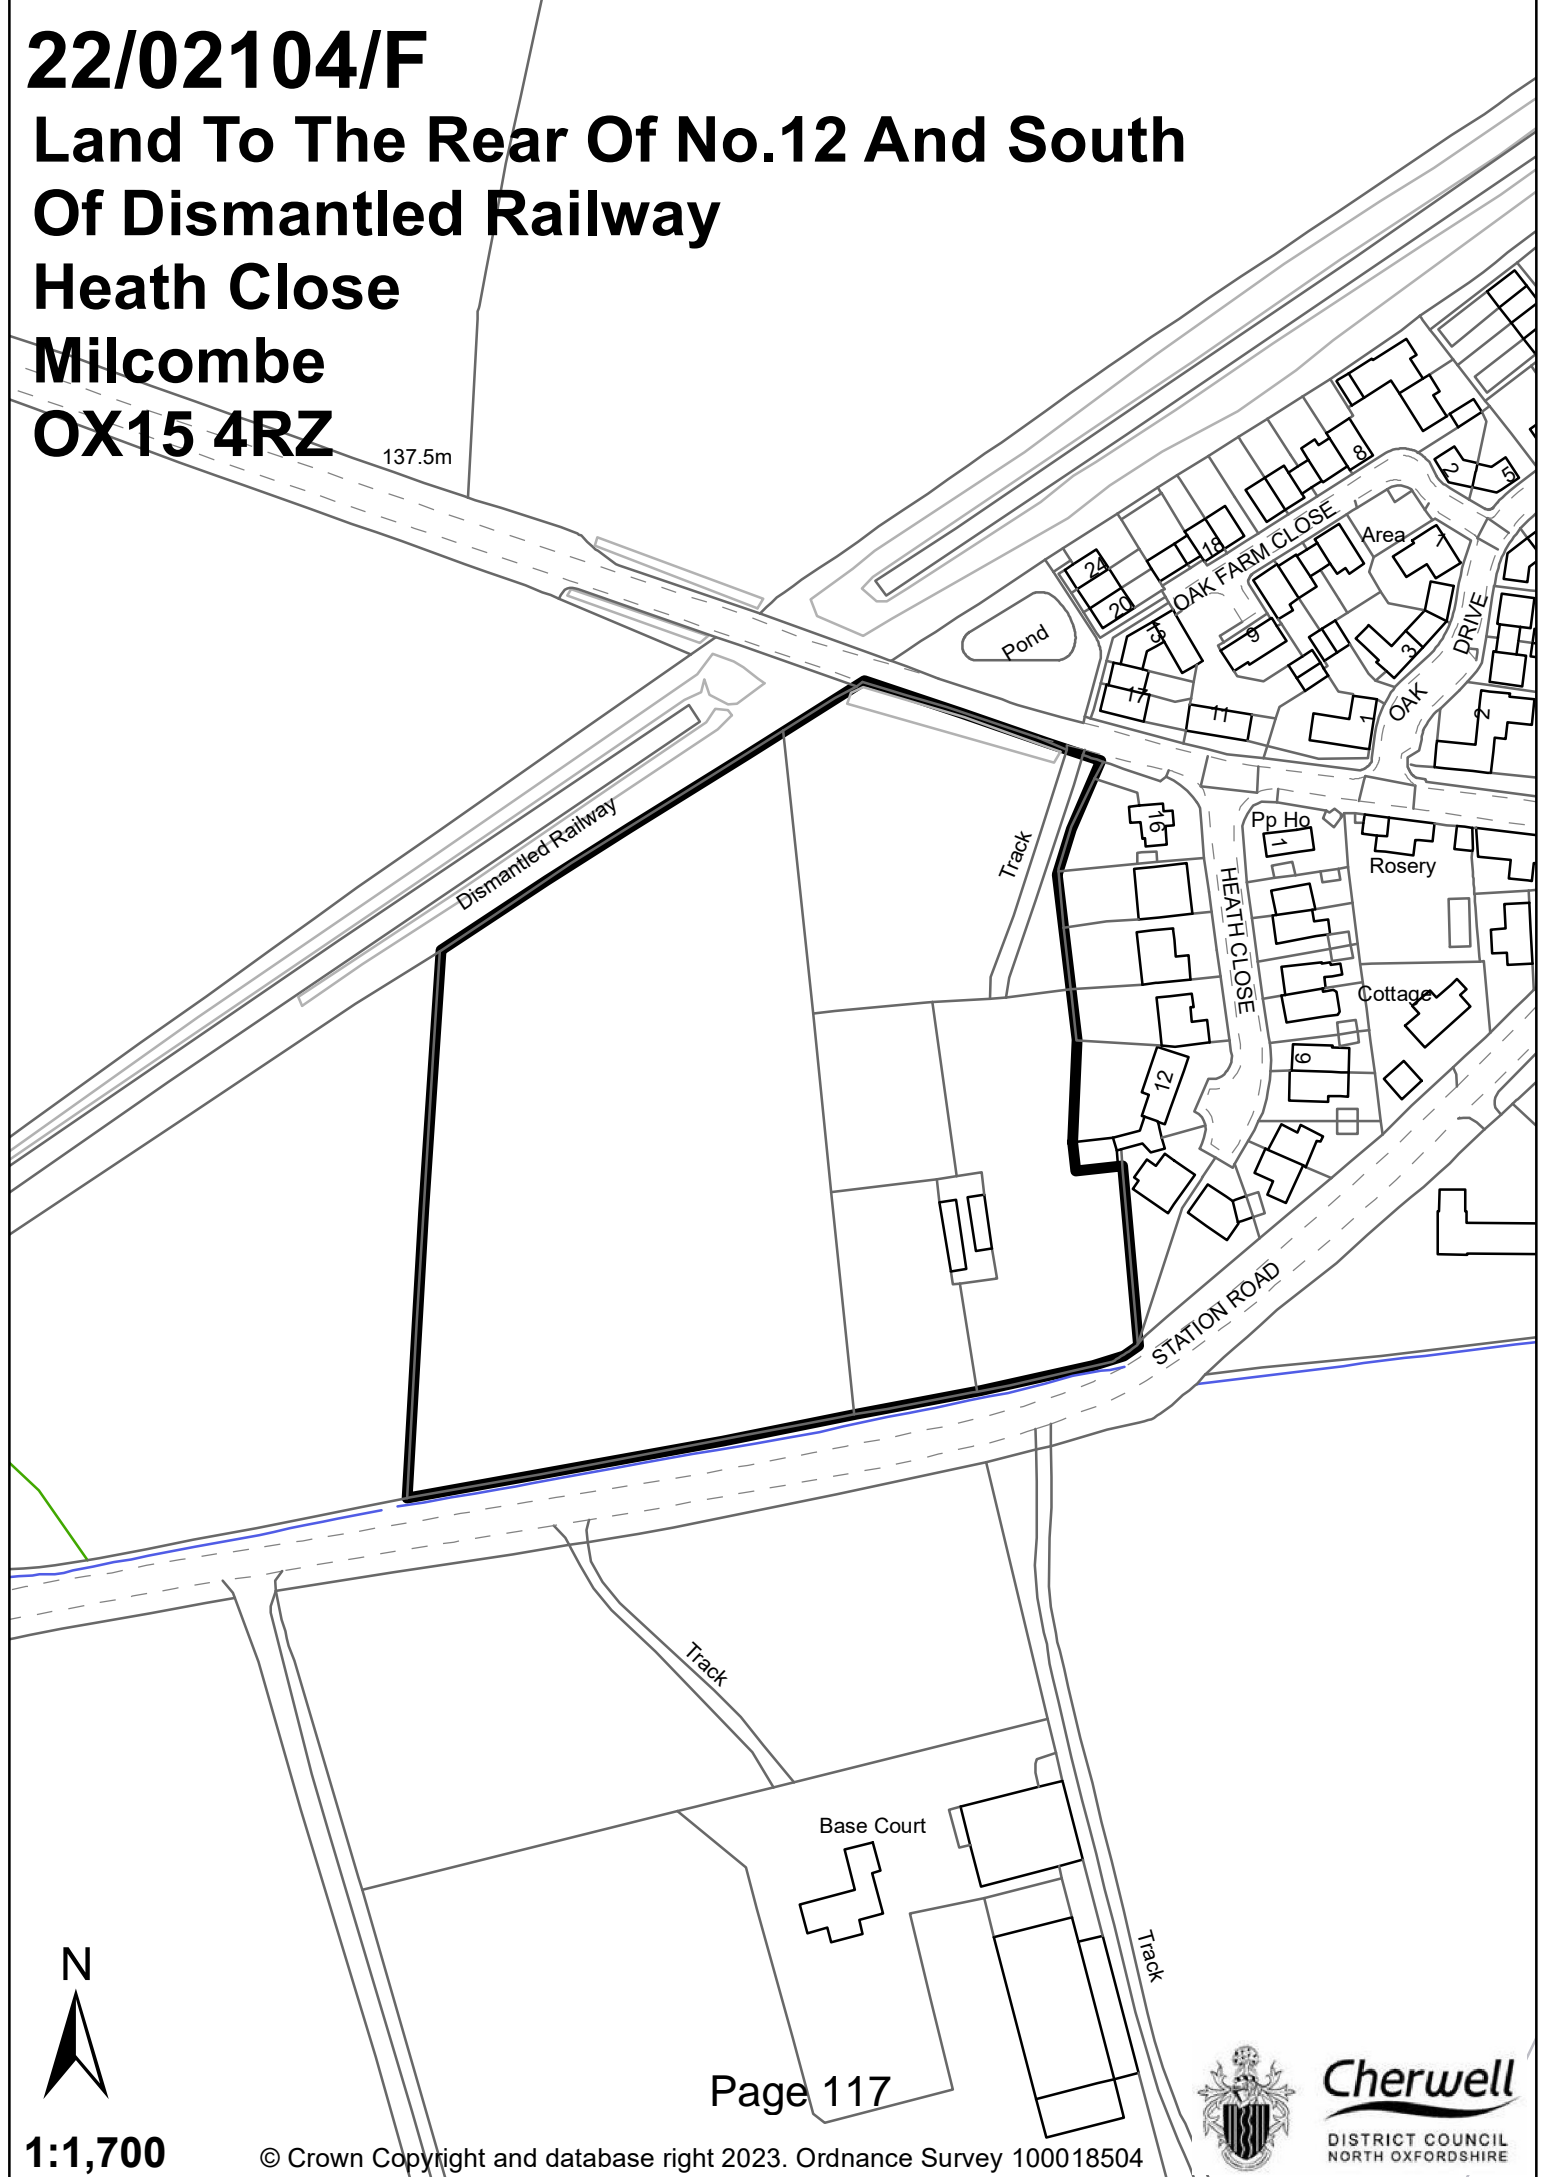 22/02104/F
Land To The Rear Of No.12 And South
Of Dismantled Railway
Heath Close
Milcombe
OX15 4RZ
137.5m
8
2
5
Area
7
OAK FARM CLOSE
18
24
20
Pond
13
9
3
DRIVE
OAK
17
11
1
2
Dismantled Railway
Track
16
Pp Ho
1
Rosery
HEATH CLOSE
Cottage
12
6
STATION ROAD
Track
Base Court
Track
N
Page 117
1:1,700
© Crown Copyright and database right 2023. Ordnance Survey 100018504
Cherwell
DISTRICT COUNCIL
NORTH OXFORDSHIRE